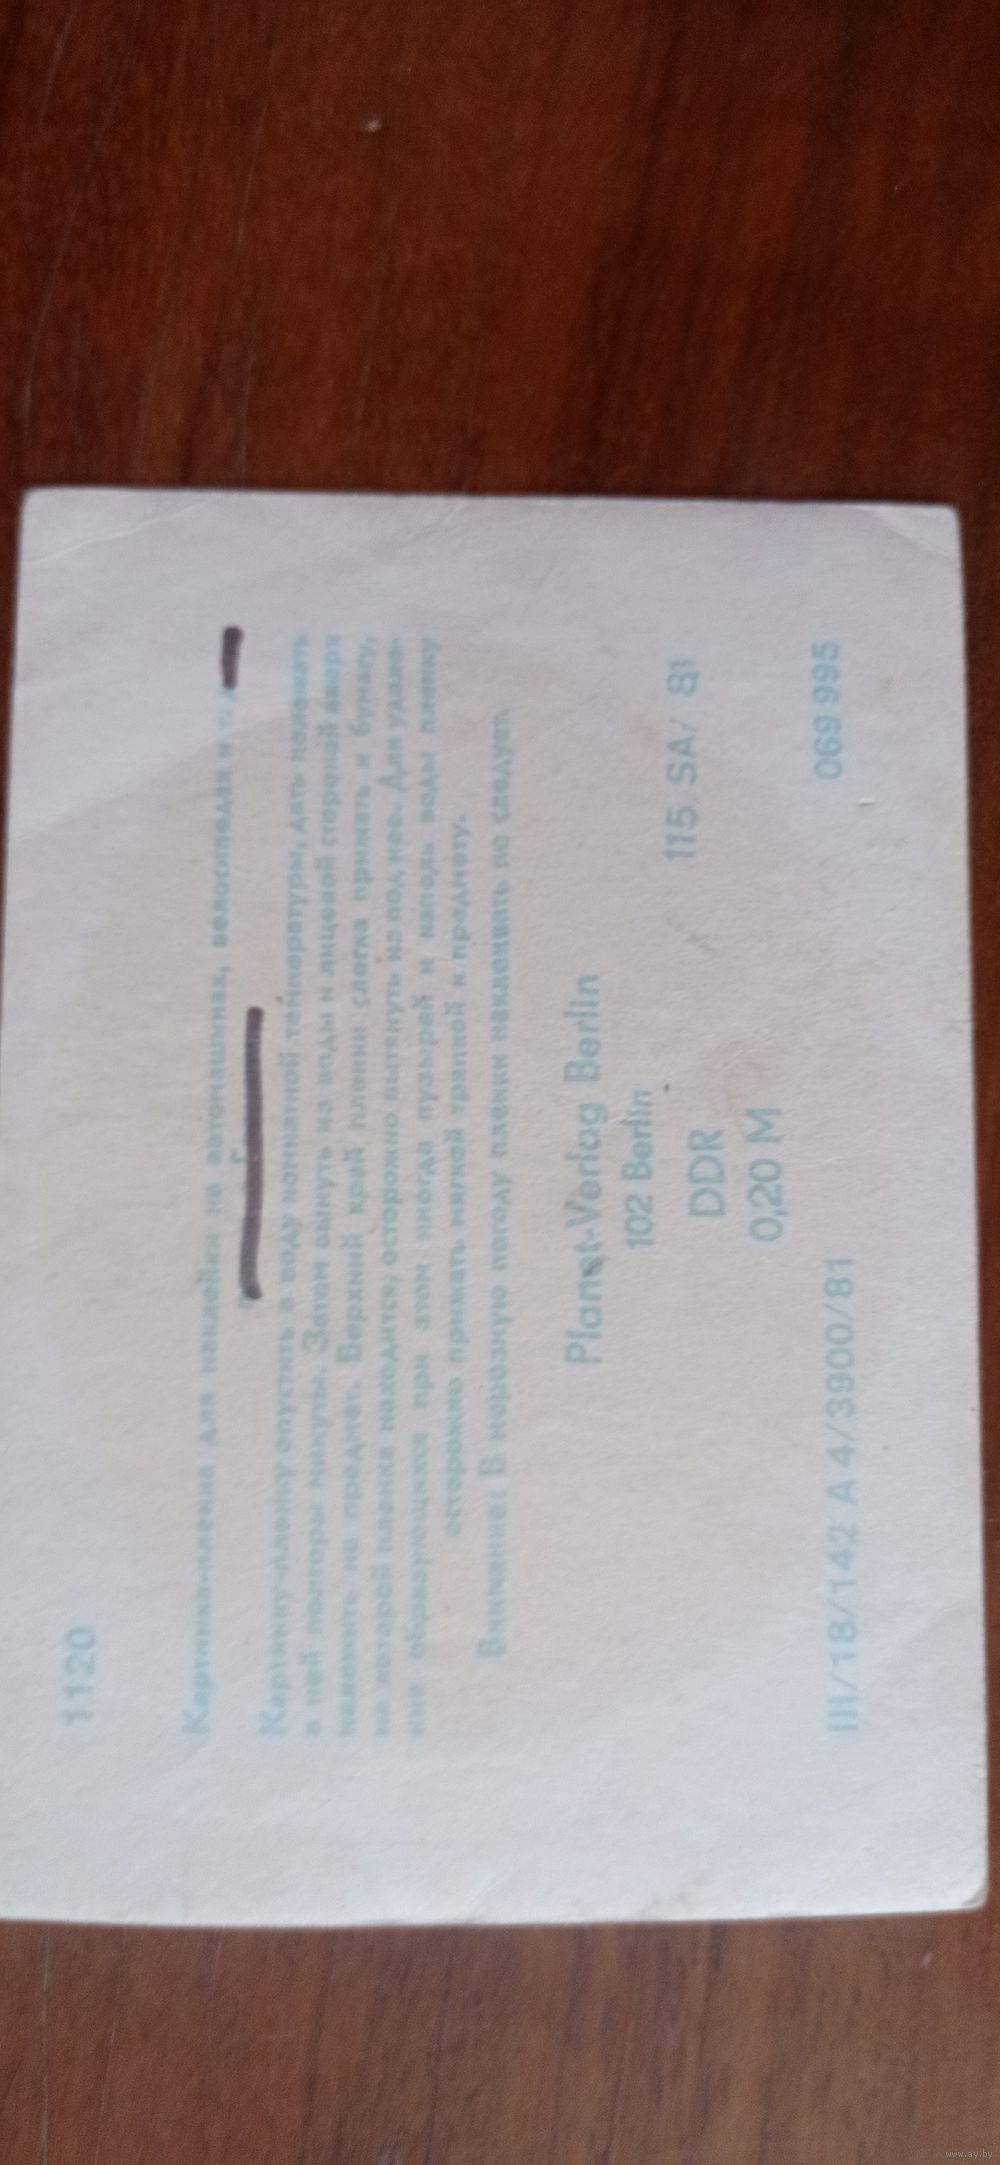 1120
Картинка-пленка для наклейки на автомашинах, велосипедах и т.
Картинку-пленку опустить в воду комнатной температуры, дать полежать
в ней полторы минуты. Затем вынуть из воды и лицевой стороной вверх
наложить на предмет. Верхний край пленки слегка прижать и бумагу,
на которой пленка находится, осторожно вытянуть из под нее. Для удале-
ния образующихся при этом иногда пузырей и капель воды пленку
осторожно прижать мягкой тряпкой к предмету.
Внимание: В морозную погоду пленки наклеивать не следует.
Planet-Verlag Berlin
102 Berlin
DDR
115 SA/ 81
0,20 M
III/18/142 A 4/3900/81 069 995
www.ay.by